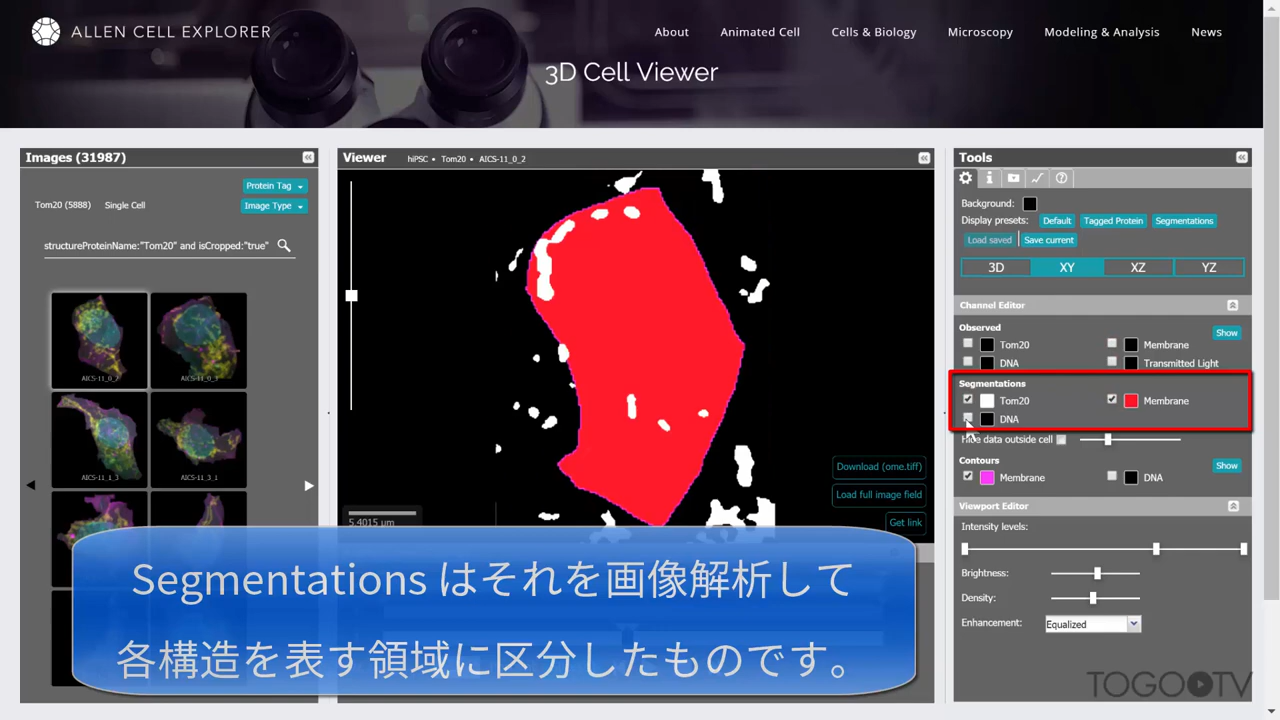 ALLEN CELL EXPLORER
About
Animated Cell
Cells & Biology
Microscopy
Modeling & Analysis
News
3D Cell Viewer
Images (31987)
Protein Tag
Tom20 (5888)
Single Cell
Image Type
structureProteinName:"Tom20" and isCropped:"true"
AICS-11_1_3
AICS-11_3_1
Viewer
hiPSC • Tom20 • AICS-11_0_2
Download (ome.tiff)
Load full image field
Get link
5.4015 µm
Tools
Background:
Display presets:
Default
Tagged Protein
Segmentations
Load saved
Save current
3D
XY
XZ
YZ
Channel Editor
Observed
Show
Tom20
Membrane
DNA
Transmitted Light
Segmentations
Tom20
Membrane
DNA
Hide data outside cell
Contours
Show
Membrane
DNA
Viewport Editor
Intensity levels:
Brightness:
Density:
Enhancement:
Equalized
Segmentations はそれを画像解析して
各構造を表す領域に区分したものです。
TOGO TV